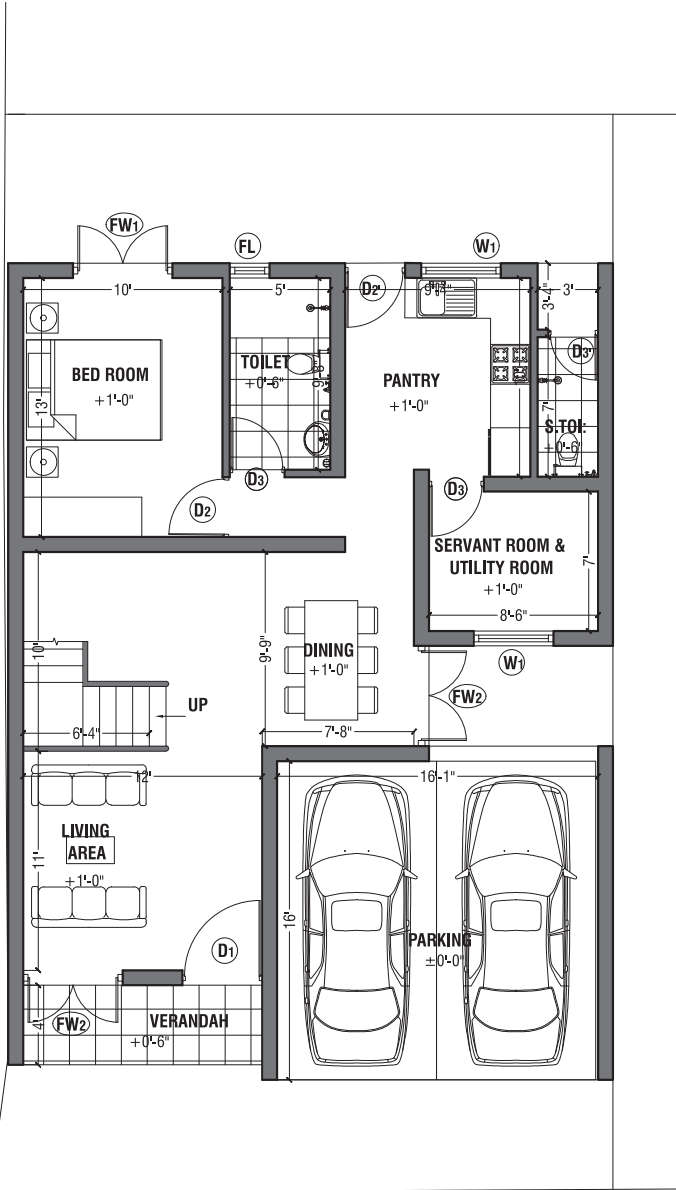 FW1
FL
W1
10'
5'
D2'
3'-4"
3'
D3'
BED ROOM
+1'-0"
13'
TOILET
+0'-6"
9'-8"
PANTRY
+1'-0"
7'
S.TOI.
+0'-6"
D3
D2
D3
SERVANT ROOM &
UTILITY ROOM
+1'-0"
7'
8'-6"
W1
10'
9'-9"
DINING
+1'-0"
FW2
UP
6'-4"
7'-8"
12'
16'-1"
LIVING
AREA
+1'-0"
11'
16'
D1
PARKING
±0'-0"
4'
FW2
VERANDAH
+0'-6"